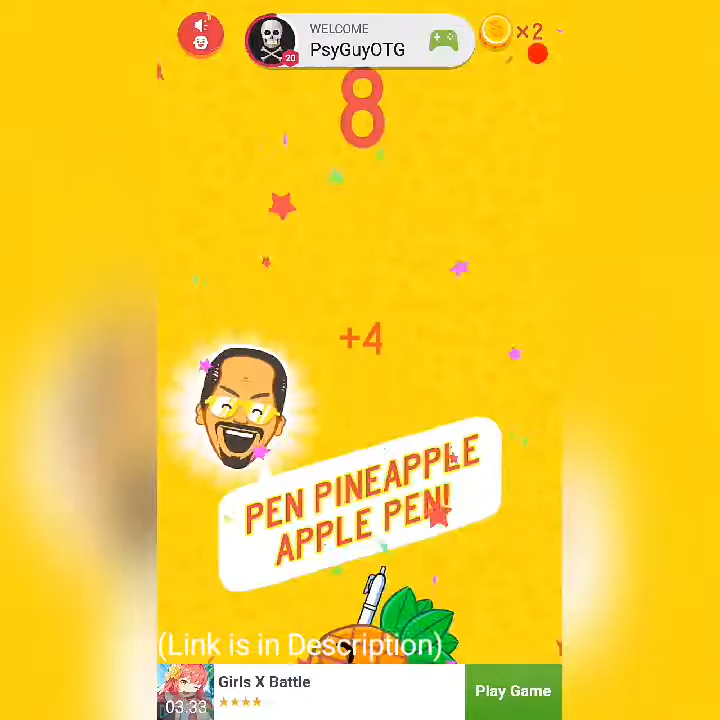 WELCOME
PsyGuyOTG
20
×2
8
+4
PEN PINEAPPLE
APPLE PEN!
(Link is in Description)
Girls X Battle
03:33
Play Game